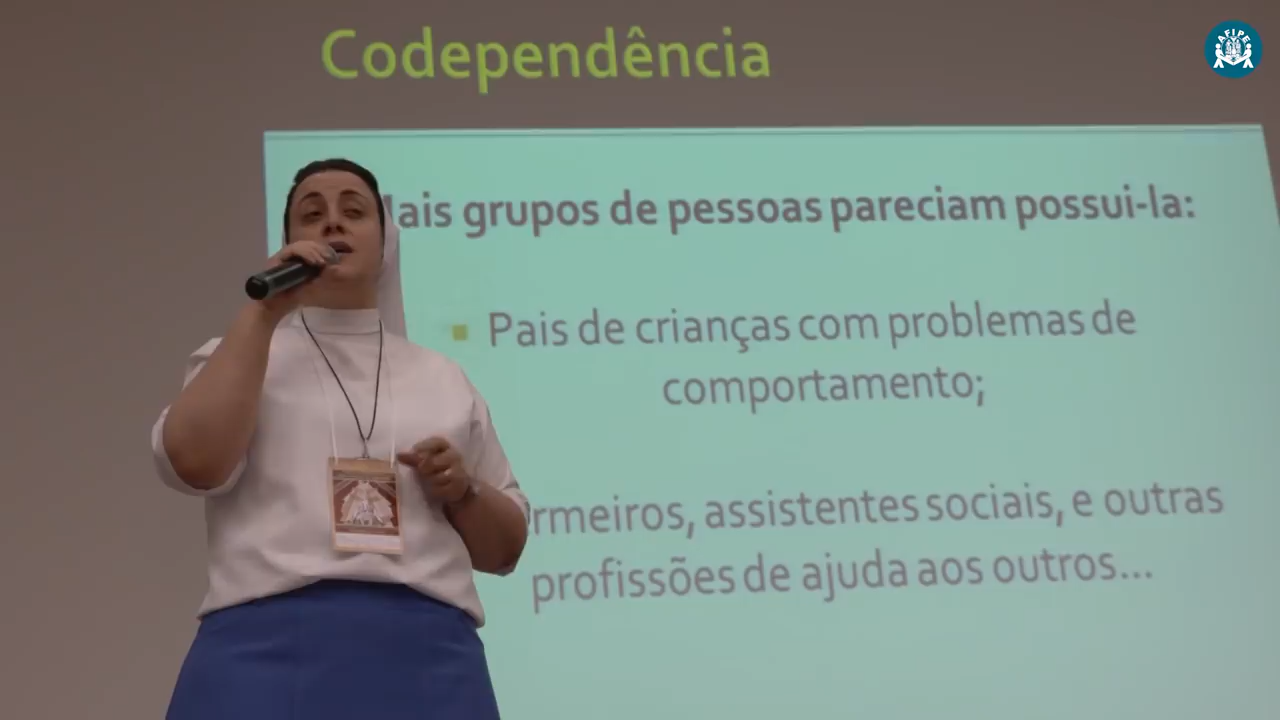 AFIPE
Codependência
ais grupos de pessoas pareciam possui-la:
Pais de crianças com problemas de
comportamento;
rmeiros, assistentes sociais, e outras
profissões de ajuda aos outros...